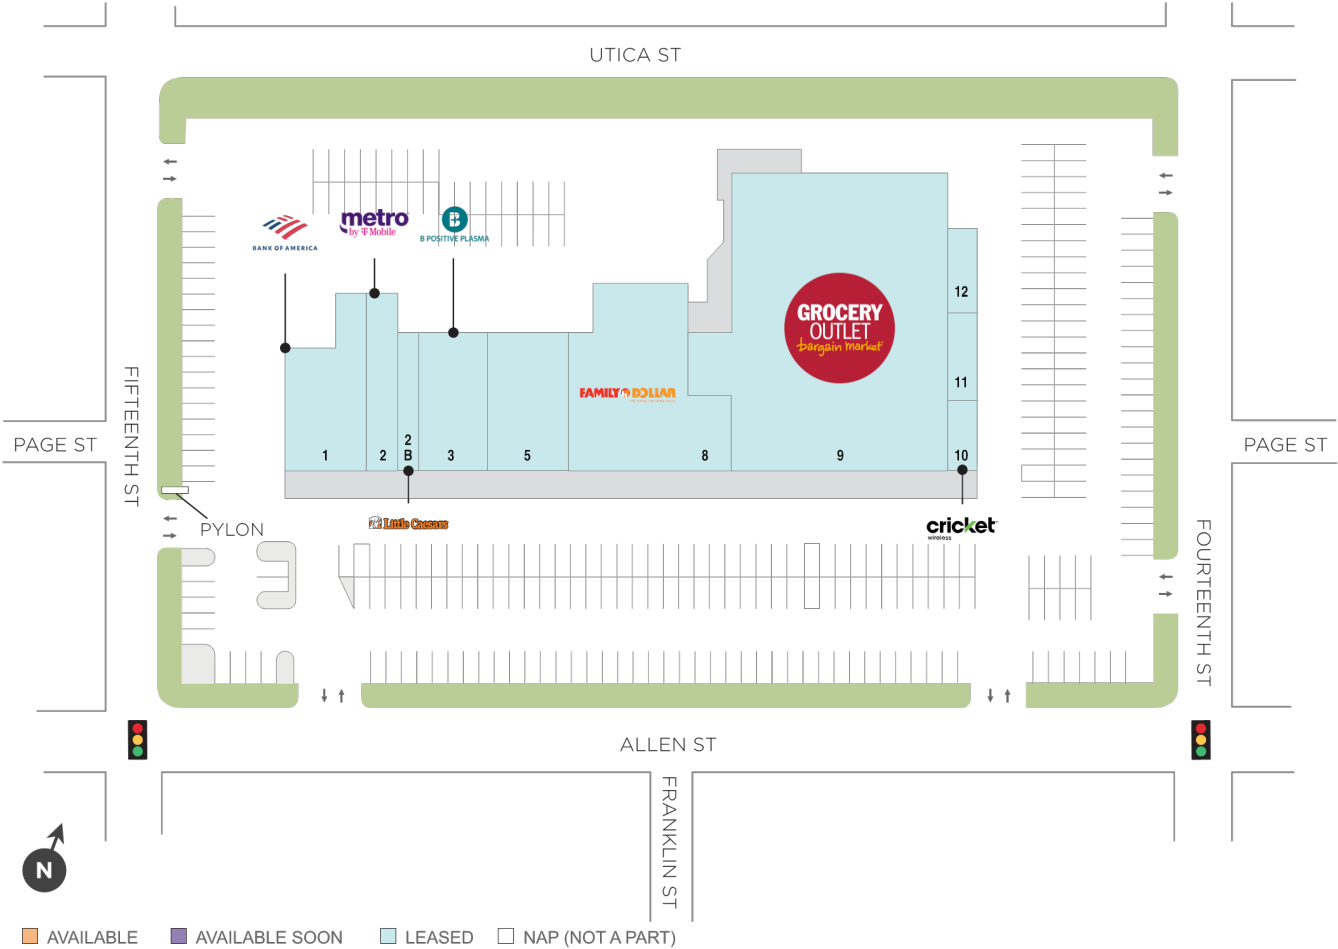 UTICA ST
BANK OF AMERICA
metro
by T Mobile
B
B POSITIVE PLASMA
GROCERY
OUTLET
bargain market
12
11
FAMILY DOLLAR
FIFTEENTH ST
PAGE ST
PAGE ST
1
2
2
B
3
5
8
9
10
PYLON
Little Caesars
cricket
wireless
FOURTEENTH ST
ALLEN ST
FRANKLIN ST
N
AVAILABLE
AVAILABLE SOON
LEASED
NAP (NOT A PART)